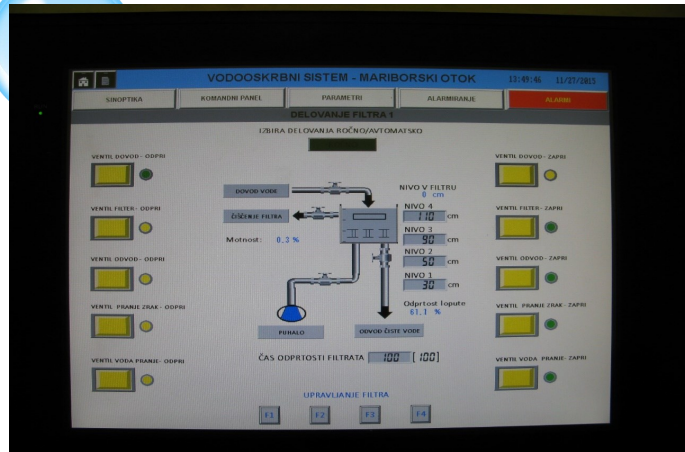 VODOOSKRBNI SISTEM - MARIBORSKI OTOK
13:49:46 11/27/2015
SINOPTIKA
KOMANDNI PANEL
PARAMETRI
ALARMIRANJE
ALARMI
DELOVANJE FILTRA 1
IZBIRA DELOVANJA ROČNO/AVTOMATSKO
VENTIL DOVOD - ODPRI
VENTIL DOVOD - ZAPRI
DOVOD VODE
NIVO V FILTRU
0 cm
NIVO 4
110 cm
VENTIL FILTER - ODPRI
VENTIL FILTER - ZAPRI
ČIŠČENJE FILTRA
NIVO 3
90 cm
Motnost: 0,3 %
NIVO 2
50 cm
VENTIL ODVOD - ODPRI
VENTIL ODVOD - ZAPRI
NIVO 1
30 cm
VENTIL PRANJE ZRAK - ODPRI
VENTIL PRANJE ZRAK - ZAPRI
Odprtost lopute
61,3 %
PUHALO
ODVOD ČISTE VODE
ČAS ODPRTOSTI FILTRATA 100 [100]
VENTIL VODA PRANJE - ODPRI
VENTIL VODA PRANJE - ZAPRI
UPRAVLJANJE FILTRA
F1
F2
F3
F4